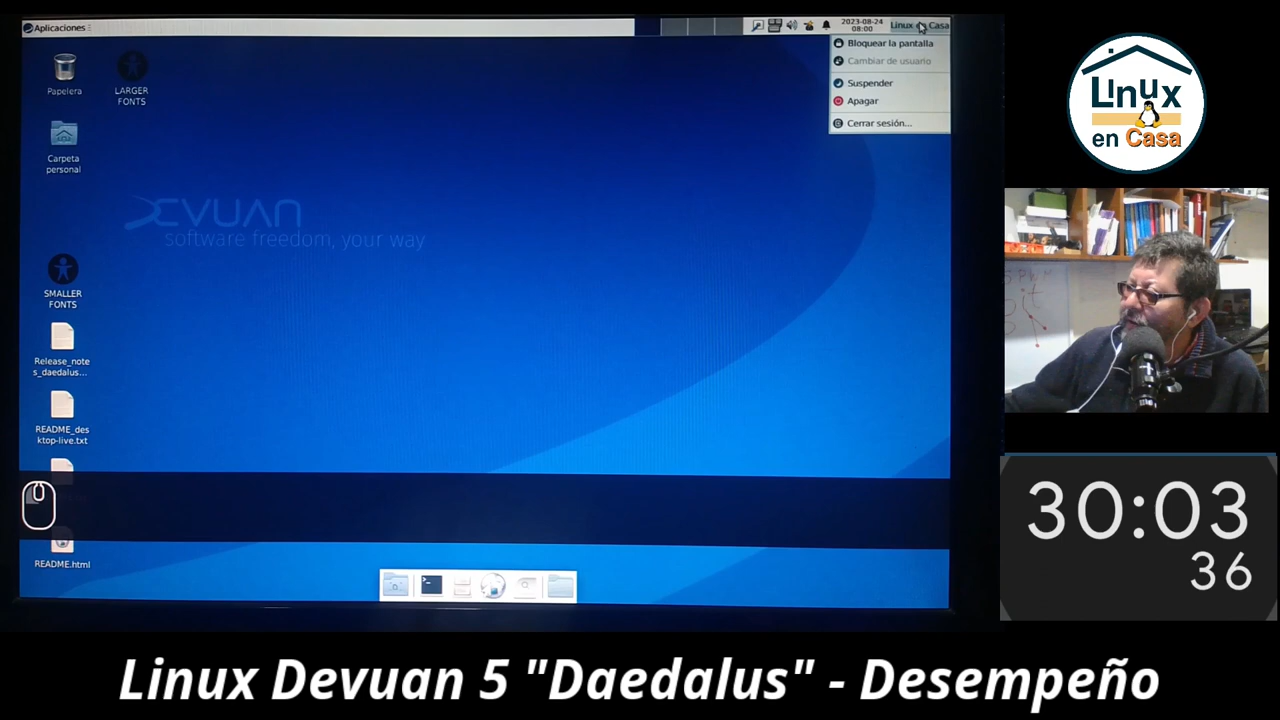 Aplicaciones
2023-08-24
08:00
Linux en Casa
Bloquear la pantalla
Cambiar de usuario
Suspender
Apagar
Cerrar sesión...
Papelera
LARGER
FONTS
Carpeta
personal
DEVUAN
software freedom, your way
SMALLER
FONTS
Release_note
s_daedalus...
README_des
ktop-live.txt
README.html
Linux
en Casa
30:03
36
Linux Devuan 5 "Daedalus" - Desempeño